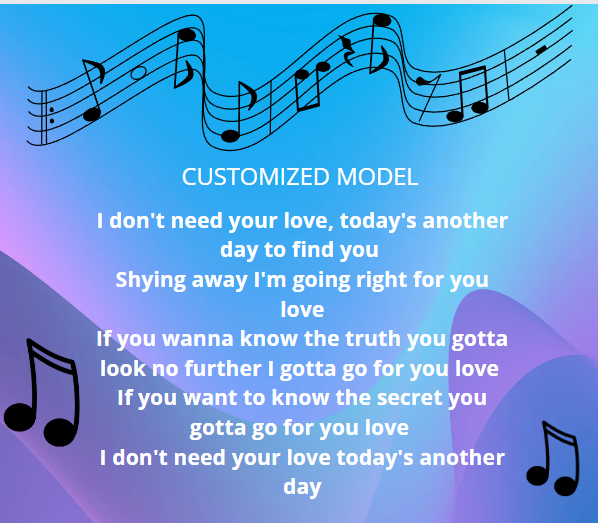 CUSTOMIZED MODEL
I don't need your love, today's another
day to find you
Shying away I'm going right for you
love
If you wanna know the truth you gotta
look no further I gotta go for you love
If you want to know the secret you
gotta go for you love
I don't need your love today's another
day